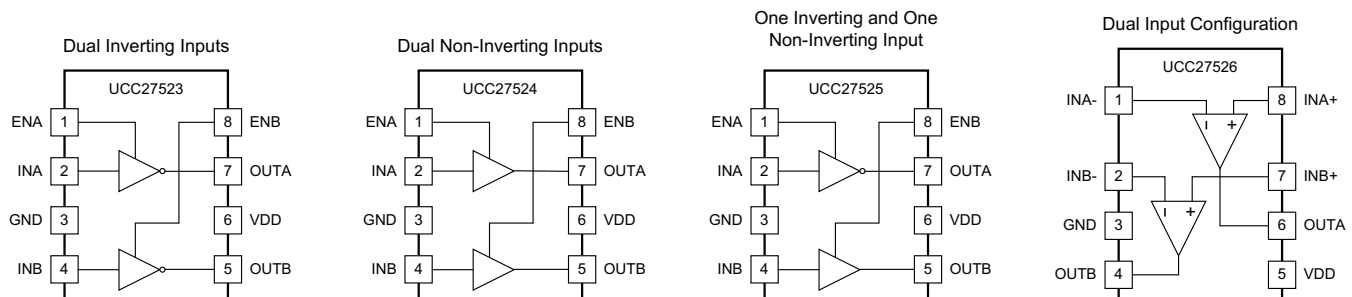 Dual Inverting Inputs
UCC27523
ENA 1 8 ENB
INA 2 7 OUTA
GND 3 6 VDD
INB 4 5 OUTB
Dual Non-Inverting Inputs
UCC27524
ENA 1 8 ENB
INA 2 7 OUTA
GND 3 6 VDD
INB 4 5 OUTB
One Inverting and One
Non-Inverting Input
UCC27525
ENA 1 8 ENB
INA 2 7 OUTA
GND 3 6 VDD
INB 4 5 OUTB
Dual Input Configuration
UCC27526
INA- 1 8 INA+
- +
INB- 2 7 INB+
- +
GND 3 6 OUTA
OUTB 4 5 VDD